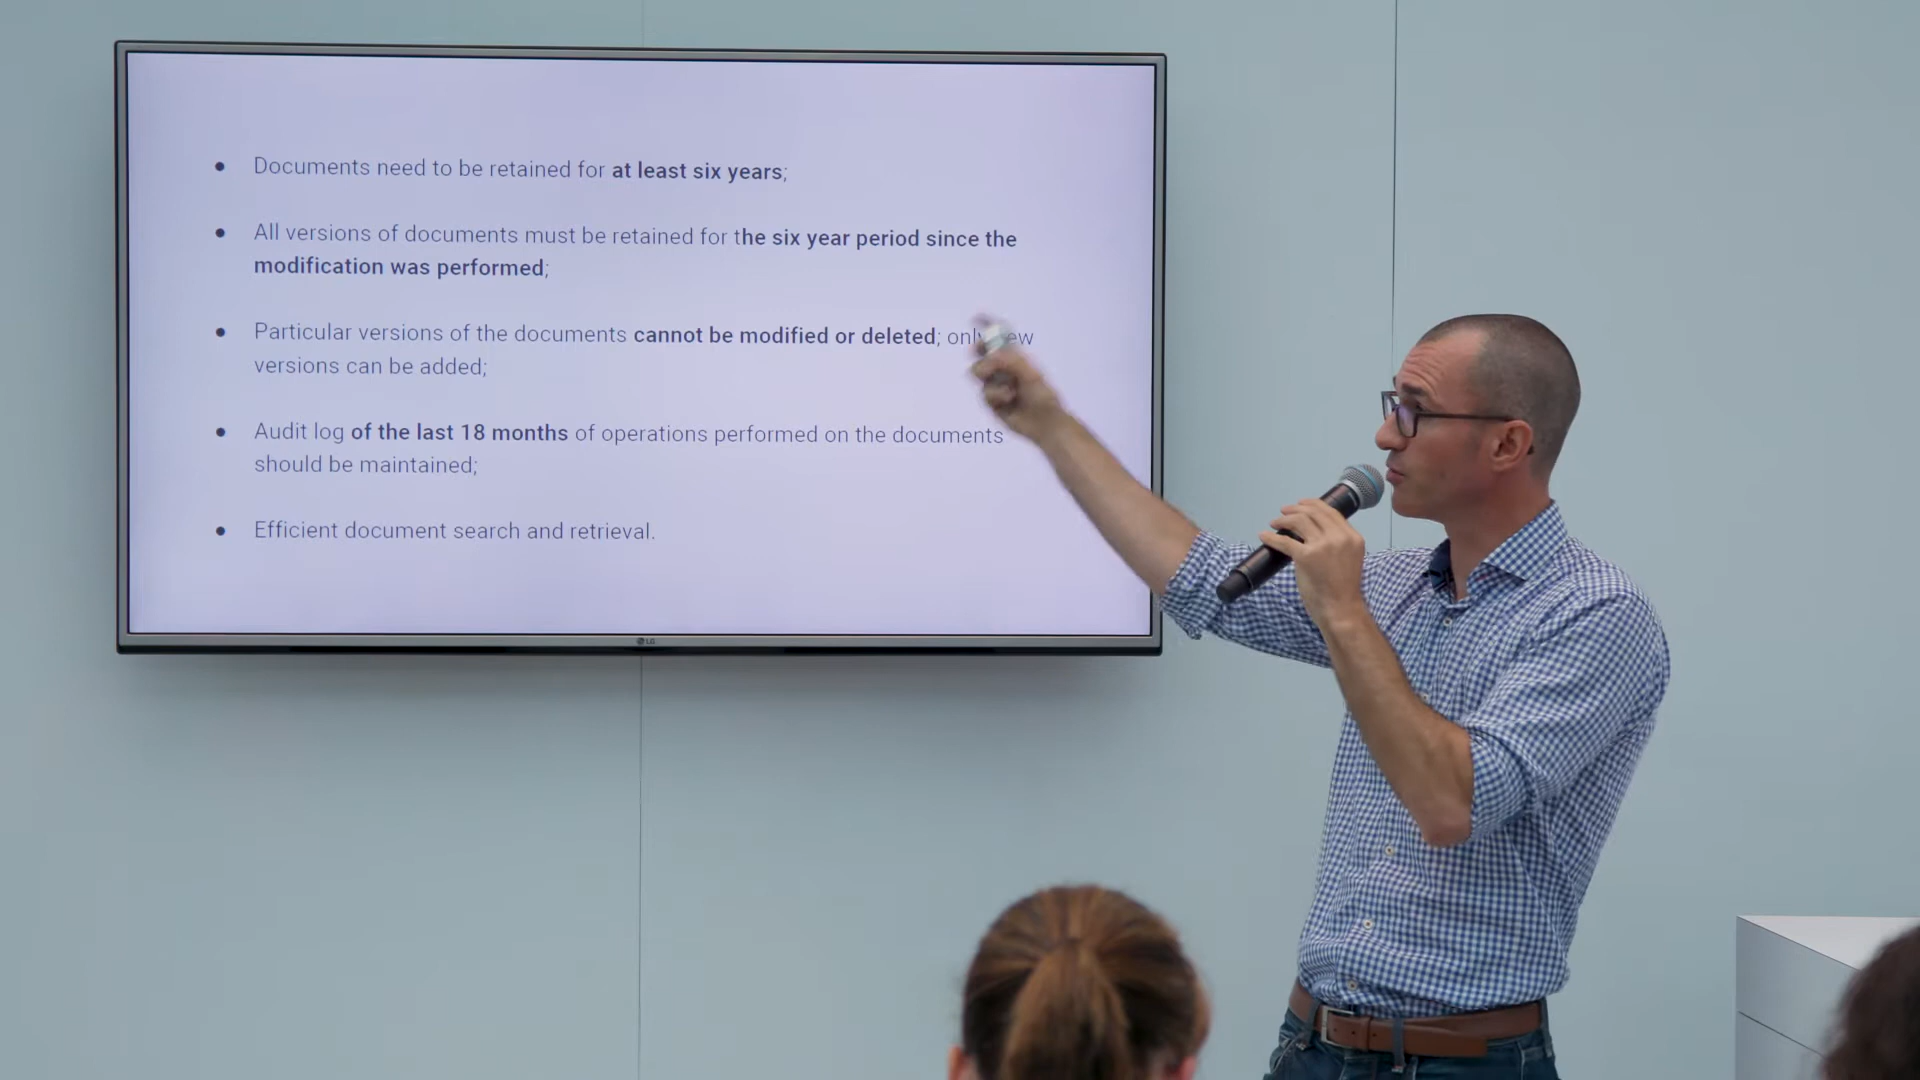 Documents need to be retained for at least six years;
All versions of documents must be retained for the six year period since the
modification was performed;
Particular versions of the documents cannot be modified or deleted;
versions can be added;
Audit log of the last 18 months of operations performed on the documents
should be maintained;
Efficient document search and retrieval.
LG